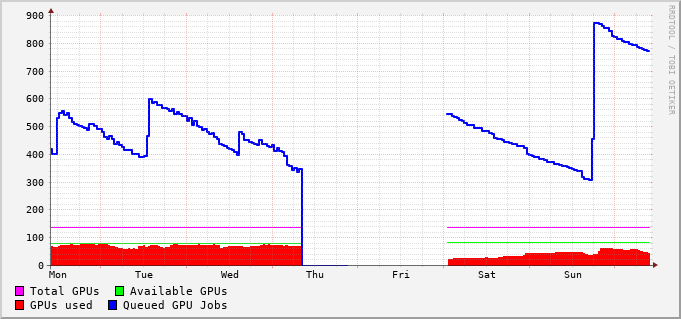 900
800
700
600
500
400
300
200
100
0
Mon Tue Wed Thu Fri Sat Sun
Total GPUs Available GPUs
GPUs used Queued GPU Jobs
RRDTOOL / TOBI OETIKER